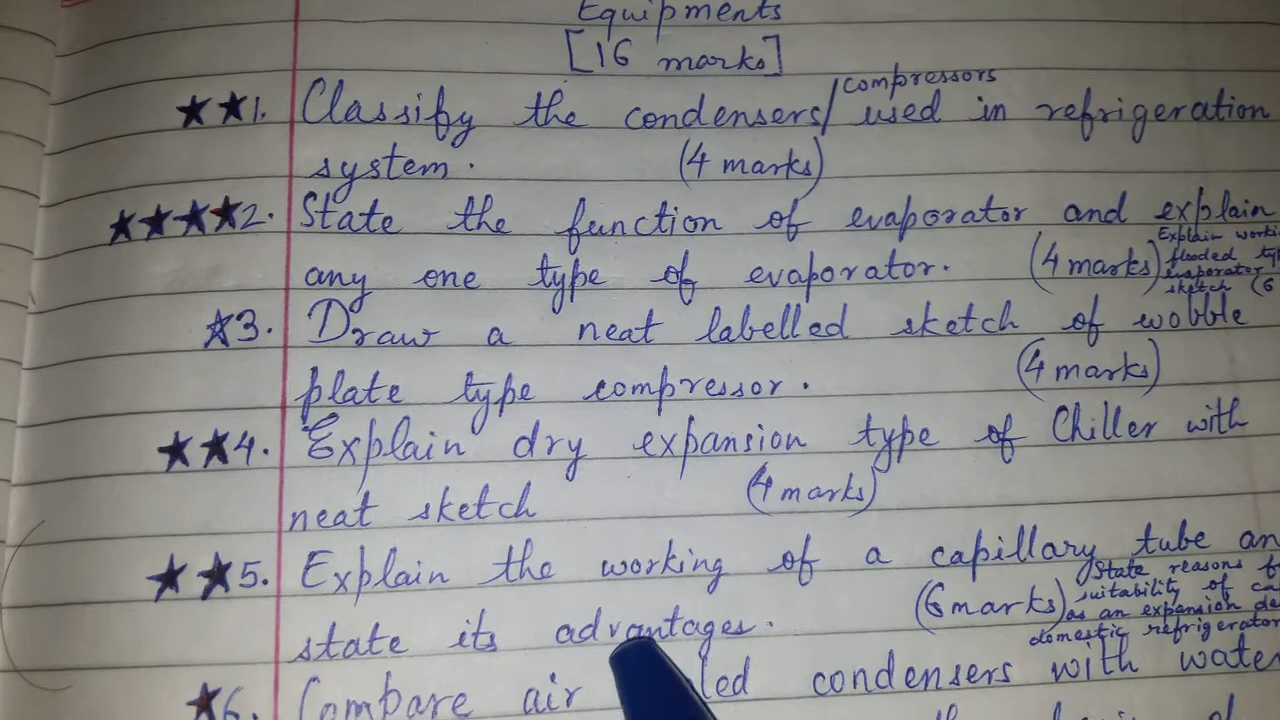 Equipments
[16 marks]
★★1. Classify the condensers/compressors used in refrigeration
system. (4 marks)
★★★★2. State the function of evaporator and explain
any one type of evaporator. (4 marks)
Explain
flooded
evaporator
sketch (6
★3. Draw a neat labelled sketch of wobble
plate type compressor. (4 marks)
★★4. Explain dry expansion type of Chiller with
neat sketch (4 marks)
★★5. Explain the working of a capillary tube
state its advantages. (6 marks)
State reasons
suitability of
as an expansion
domestic refrigerator
★6. Compare air condensers with water